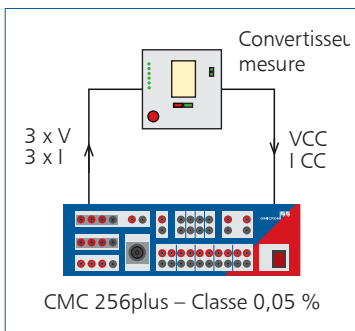 Convertisseu
mesure
3 x V
3 x I
VCC
I CC
CMC 256plus – Classe 0,05 %